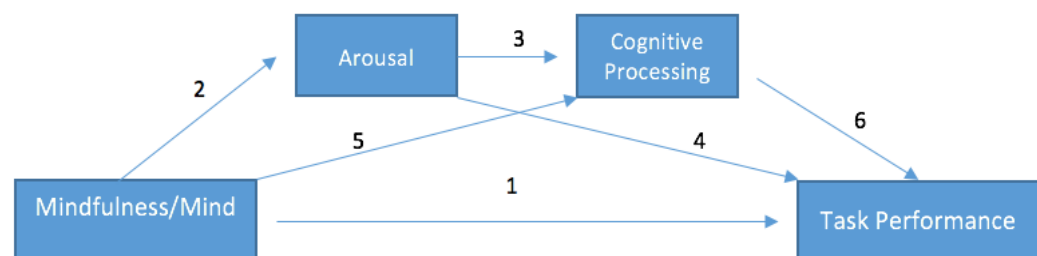 Arousal
3
Cognitive
Processing
2
5
4
6
Mindfulness/Mind
1
Task Performance